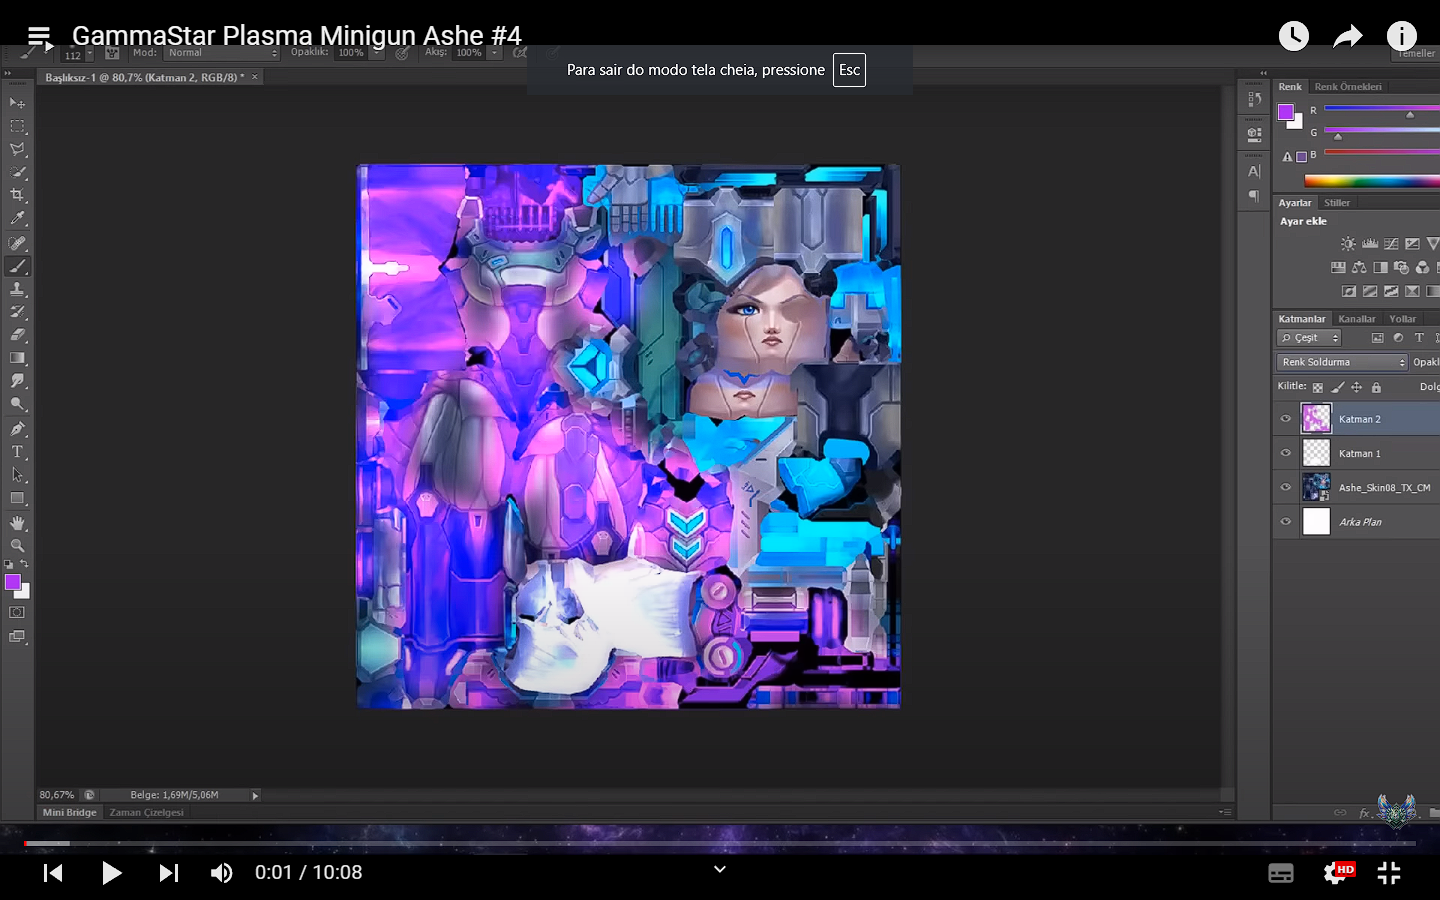 GammaStar Plasma Minigun Ashe #4
112 Mod: Normal Opaklık: 100% Akış: 100%
Temeller
Para sair do modo tela cheia, pressione Esc
Başlıksız-1 @ 80,7% (Katman 2, RGB/8) *
Renk Renk Örnekleri
R
G
B
Ayarlar Stiller
Ayar ekle
Katmanlar Kanallar Yollar
Çeşit
Renk Soldurma Opakl
Kilitle: Dolg
Katman 2
Katman 1
Ashe_Skin08_TX_CM
Arka Plan
80,67% Belge: 1,69M/5,06M
Mini Bridge Zaman Çizelgesi
fx
0:01 / 10:08
HD